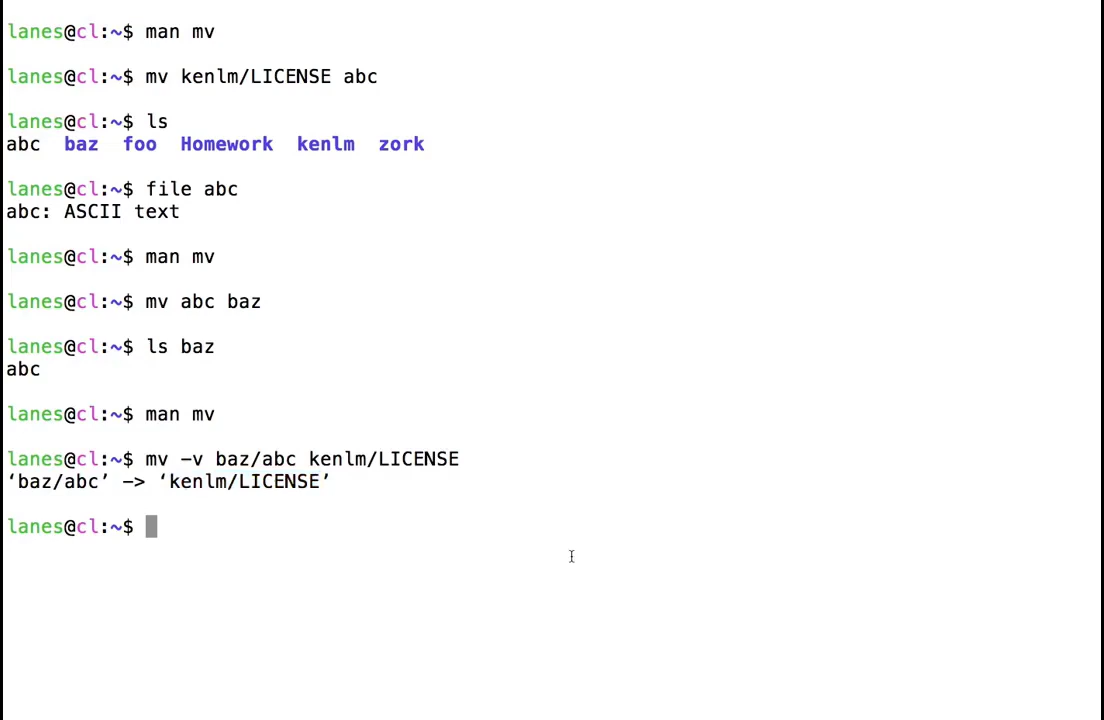 lanes@cl:~$ man mv
lanes@cl:~$ mv kenlm/LICENSE abc
lanes@cl:~$ ls
abc  baz  foo  Homework  kenlm  zork
lanes@cl:~$ file abc
abc: ASCII text
lanes@cl:~$ man mv
lanes@cl:~$ mv abc baz
lanes@cl:~$ ls baz
abc
lanes@cl:~$ man mv
lanes@cl:~$ mv -v baz/abc kenlm/LICENSE
‘baz/abc’ -> ‘kenlm/LICENSE’
lanes@cl:~$